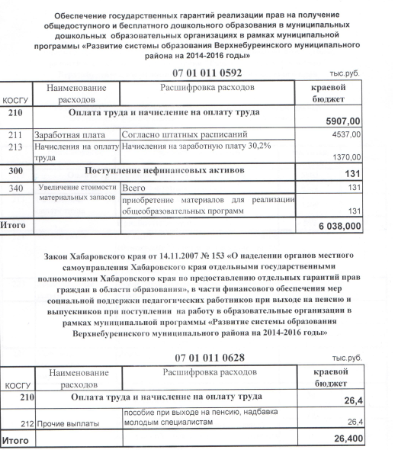 Обеспечение государственных гарантий реализации прав на получение
общедоступного и бесплатного дошкольного образования в муниципальных
дошкольных образовательных организациях в рамках муниципальной
программы «Развитие системы образования Верхнебуреинского муниципального
района на 2014-2016 годы»
07 01 011 0592 тыс.руб.
КОСГУ Наименование расходов Расшифровка расходов краевой бюджет
210 Оплата труда и начисление на оплату труда 5907,00
211 Заработная плата Согласно штатных расписаний 4537,00
213 Начисления на оплату труда Начисления на заработную плату 30,2% 1370,00
300 Поступление нефинансовых активов 131
340 Увеличение стоимости материальных запасов Всего 131
приобретение материалов для реализации общеобразовательных программ 131
Итого 6 038,000
Закон Хабаровского края от 14.11.2007 № 153 «О наделении органов местного
самоуправления Хабаровского края отдельными государственными
полномочиями Хабаровского края по предоставлению отдельных гарантий прав
граждан в области образования», в части финансового обеспечения мер
социальной поддержки педагогических работников при выходе на пенсию и
выпускников при поступлении на работу в образовательные организации в
рамках муниципальной программы «Развитие системы образования
Верхнебуреинского муниципального района на 2014-2016 годы»
07 01 011 0628 тыс.руб.
КОСГУ Наименование расходов Расшифровка расходов краевой бюджет
210 Оплата труда и начисление на оплату труда 26,4
212 Прочие выплаты пособие при выходе на пенсию, надбавка молодым специалистам 26,4
Итого 26,400